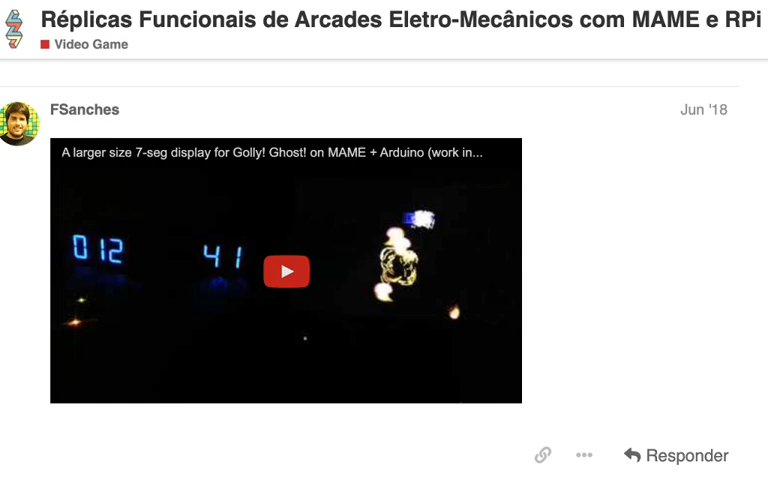 Réplicas Funcionais de Arcades Eletro-Mecânicos com MAME e RPi
Video Game
FSanches
Jun '18
A larger size 7-seg display for Golly! Ghost! on MAME + Arduino (work in...
012 41
Responder